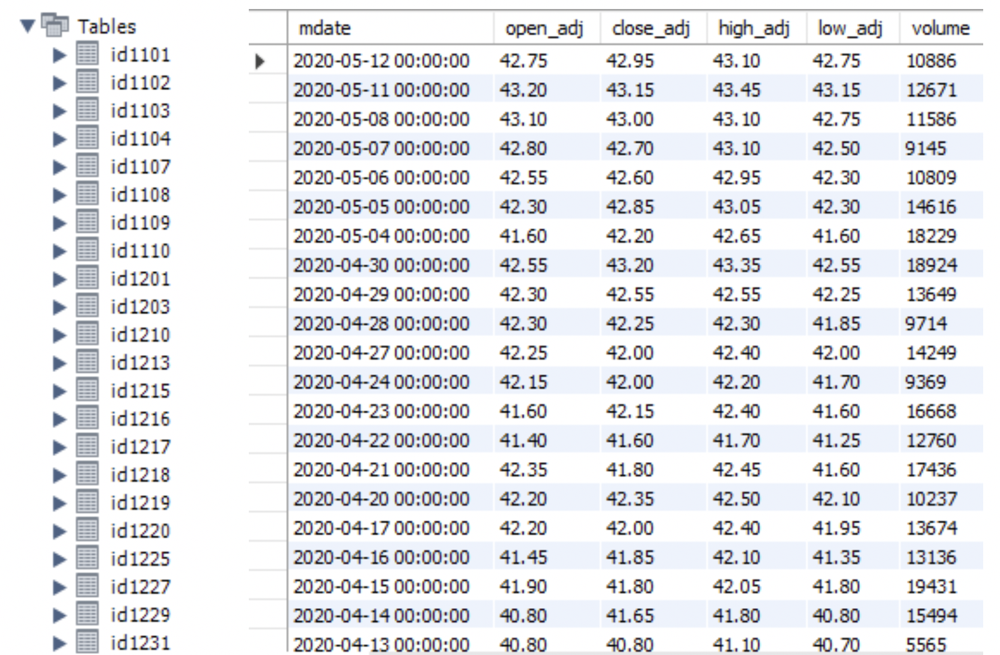 Tables
id1101
id1102
id1103
id1104
id1107
id1108
id1109
id1110
id1201
id1203
id1210
id1213
id1215
id1216
id1217
id1218
id1219
id1220
id1225
id1227
id1229
id1231
mdate open_adj close_adj high_adj low_adj volume
2020-05-12 00:00:00 42.75 42.95 43.10 42.75 10886
2020-05-11 00:00:00 43.20 43.15 43.45 43.15 12671
2020-05-08 00:00:00 43.10 43.00 43.10 42.75 11586
2020-05-07 00:00:00 42.80 42.70 43.10 42.50 9145
2020-05-06 00:00:00 42.55 42.60 42.95 42.30 10809
2020-05-05 00:00:00 42.30 42.85 43.05 42.30 14616
2020-05-04 00:00:00 41.60 42.20 42.65 41.60 18229
2020-04-30 00:00:00 42.55 43.20 43.35 42.55 18924
2020-04-29 00:00:00 42.30 42.55 42.55 42.25 13649
2020-04-28 00:00:00 42.30 42.25 42.30 41.85 9714
2020-04-27 00:00:00 42.25 42.00 42.40 42.00 14249
2020-04-24 00:00:00 42.15 42.00 42.20 41.70 9369
2020-04-23 00:00:00 41.60 42.15 42.40 41.60 16668
2020-04-22 00:00:00 41.40 41.60 41.70 41.25 12760
2020-04-21 00:00:00 42.35 41.80 42.45 41.60 17436
2020-04-20 00:00:00 42.20 42.35 42.50 42.10 10237
2020-04-17 00:00:00 42.20 42.00 42.40 41.95 13674
2020-04-16 00:00:00 41.45 41.85 42.10 41.35 13136
2020-04-15 00:00:00 41.90 41.80 42.05 41.80 19431
2020-04-14 00:00:00 40.80 41.65 41.80 40.80 15494
2020-04-13 00:00:00 40.80 40.80 41.10 40.70 5565